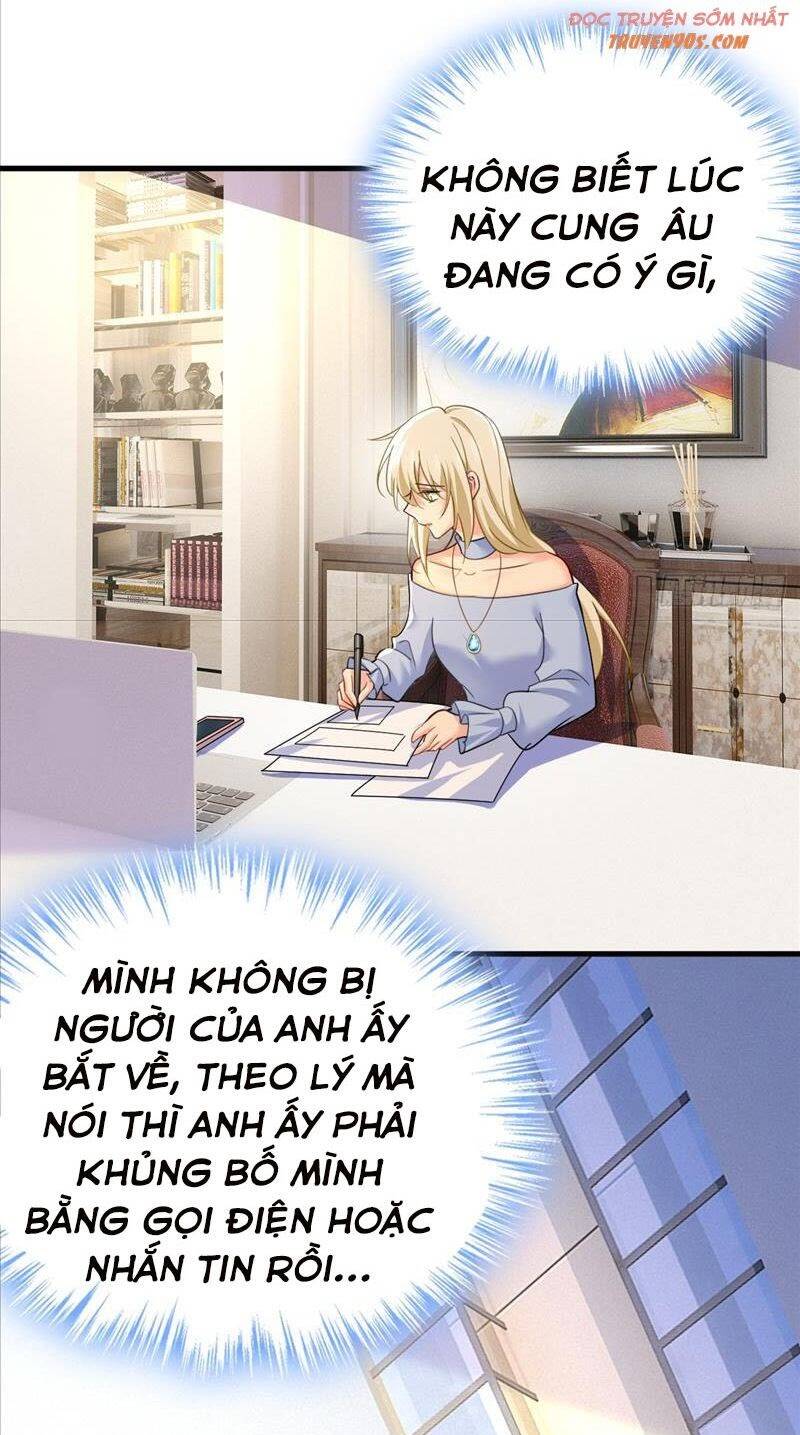 ĐỌC TRUYỆN SỚM NHẤT
TRUYEN90S.COM
KHÔNG BIẾT LÚC
NÀY CUNG ÂU
ĐANG CÓ Ý GÌ,
MÌNH KHÔNG BỊ
NGƯỜI CỦA ANH ẤY
BẮT VỀ, THEO LÝ MÀ
NÓI THÌ ANH ẤY PHẢI
KHỦNG BỐ MÌNH
BẰNG GỌI ĐIỆN HOẶC
NHẮN TIN RỒI...